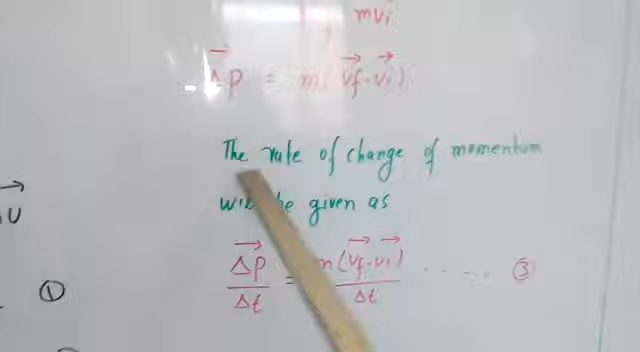 mvi
Δp = m(vf-vi)
The rate of change of momentum
will be given as
Δp/Δt = m(vf-vi)/Δt ....... ③
U
①